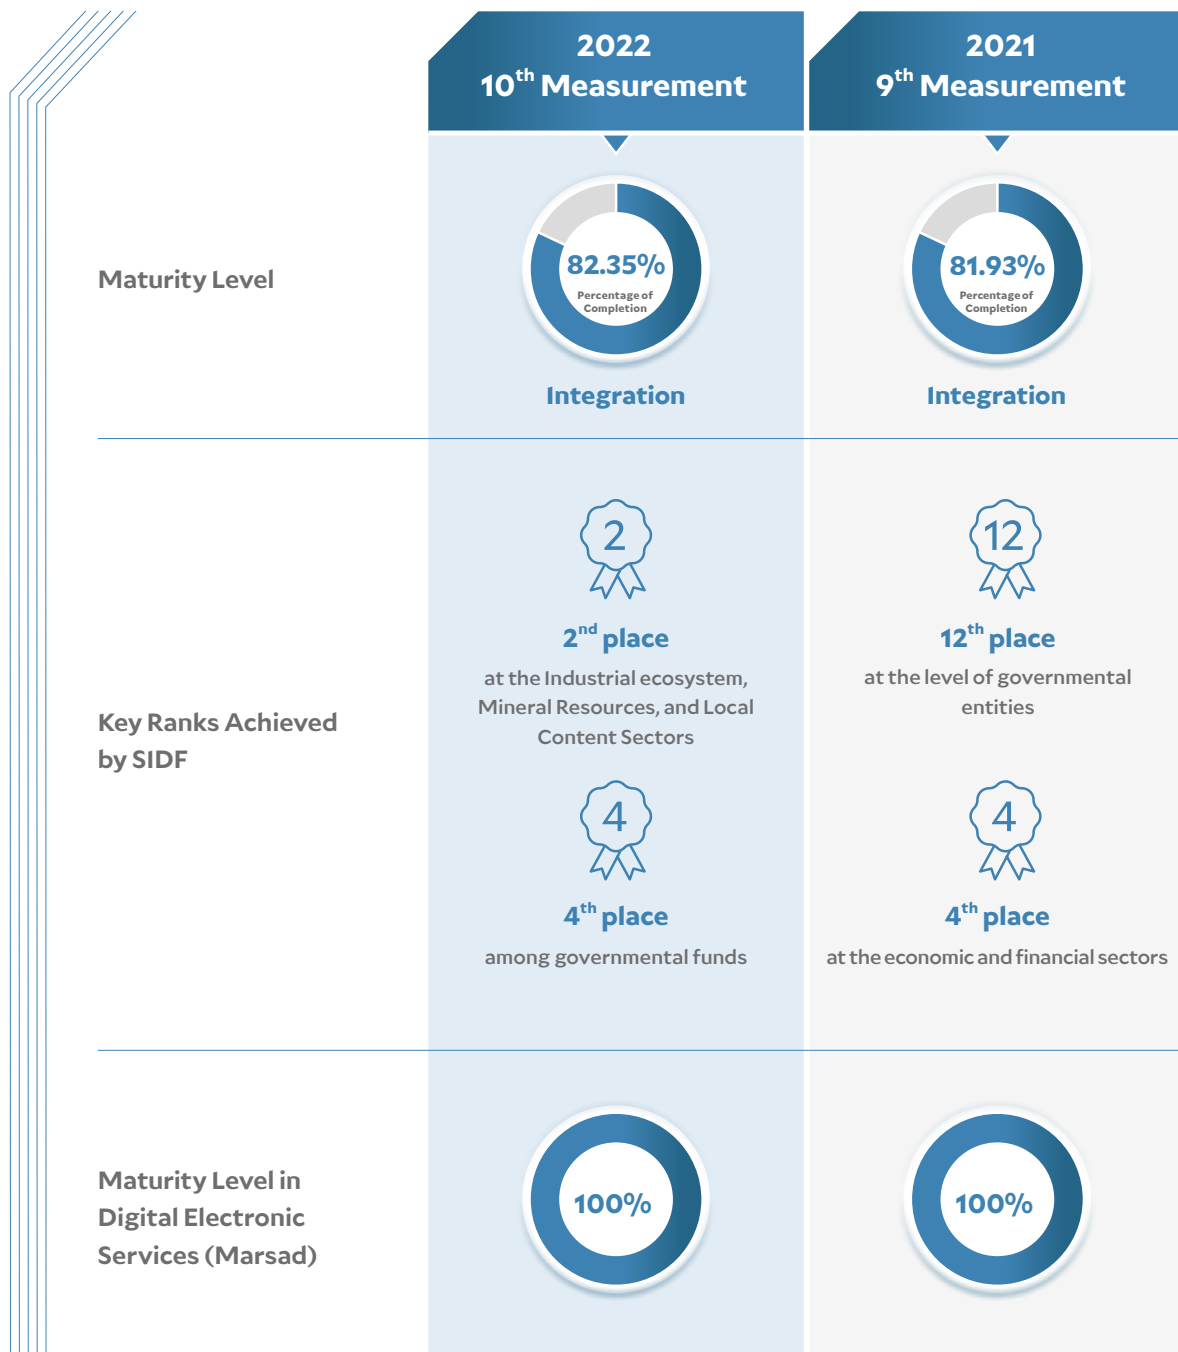 2022
10th Measurement
2021
9th Measurement
Maturity Level
82.35%
Percentage of
Completion
Integration
81.93%
Percentage of
Completion
Integration
Key Ranks Achieved
by SIDF
2
2nd place
at the Industrial ecosystem,
Mineral Resources, and Local
Content Sectors
4
4th place
among governmental funds
12
12th place
at the level of governmental
entities
4
4th place
at the economic and financial sectors
Maturity Level in
Digital Electronic
Services (Marsad)
100%
100%